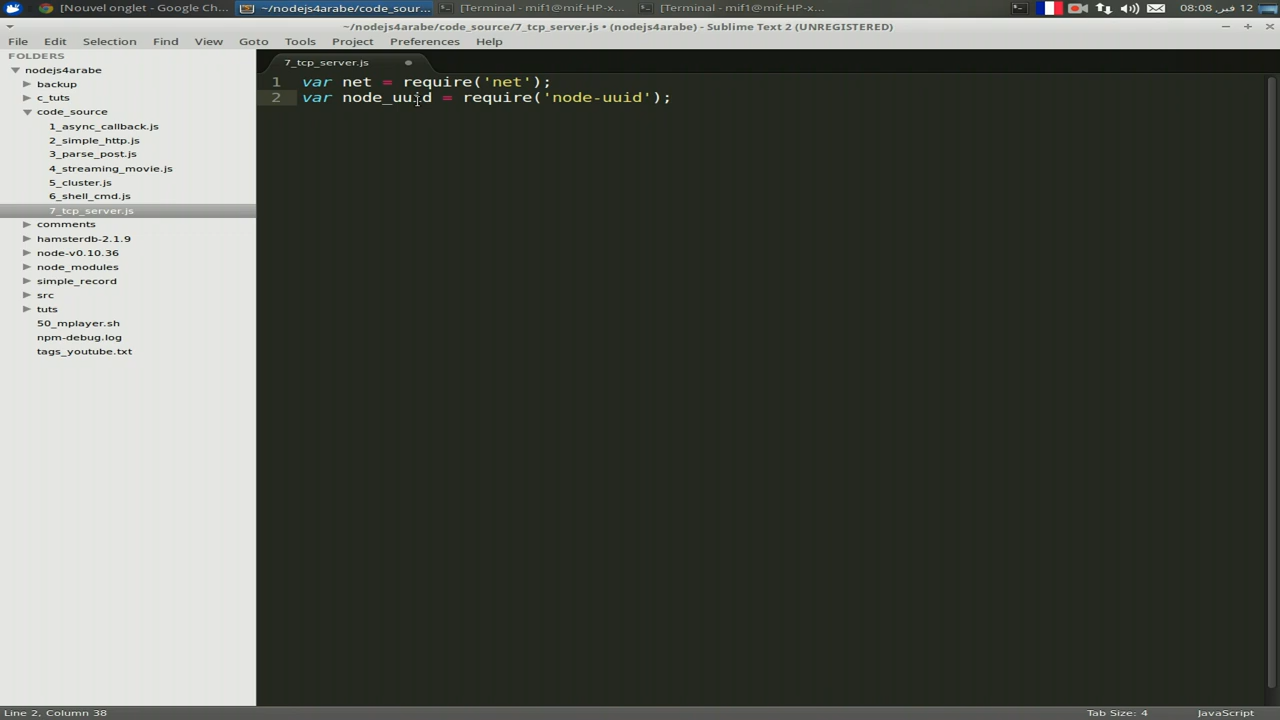 [Nouvel onglet - Google Ch...
~/nodejs4arabe/code_sour...
[Terminal - mif1@mif-HP-x...
[Terminal - mif1@mif-HP-x...
12 فبر, 08:08
~/nodejs4arabe/code_source/7_tcp_server.js • (nodejs4arabe) - Sublime Text 2 (UNREGISTERED)
File Edit Selection Find View Goto Tools Project Preferences Help
FOLDERS
nodejs4arabe
backup
c_tuts
code_source
1_async_callback.js
2_simple_http.js
3_parse_post.js
4_streaming_movie.js
5_cluster.js
6_shell_cmd.js
7_tcp_server.js
comments
hamsterdb-2.1.9
node-v0.10.36
node_modules
simple_record
src
tuts
50_mplayer.sh
npm-debug.log
tags_youtube.txt
7_tcp_server.js
1 var net = require('net');
2 var node_uuid = require('node-uuid');
Line 2, Column 38
Tab Size: 4
JavaScript